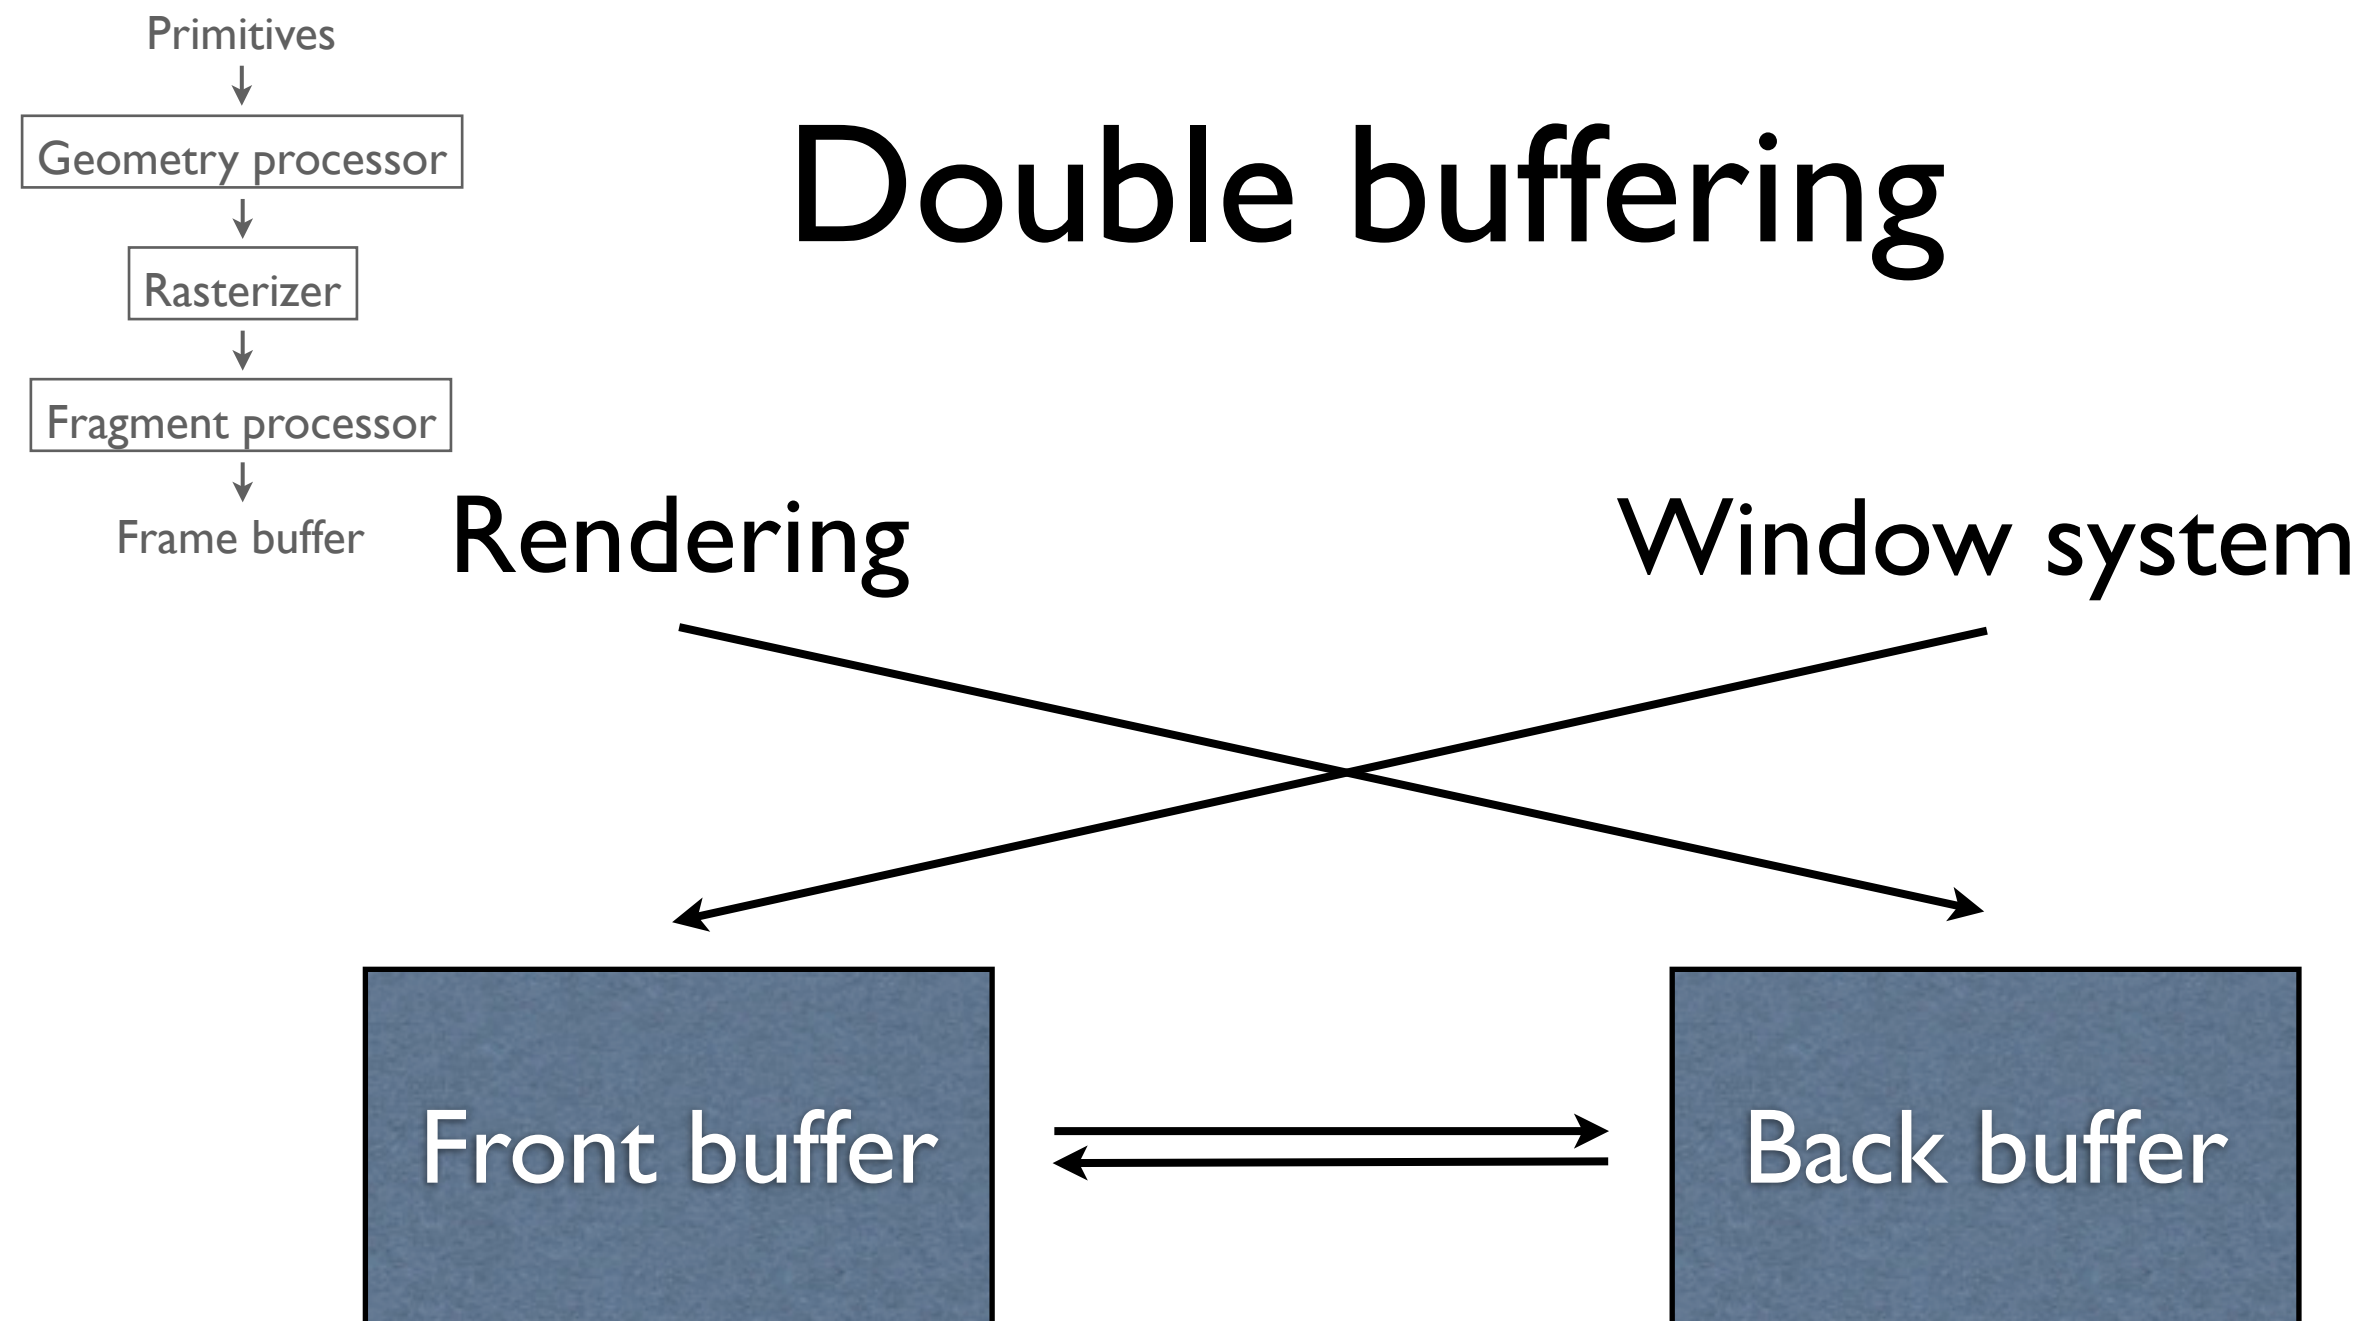 Primitives
Geometry processor
Rasterizer
Fragment processor
Frame buffer
Double buffering
Rendering
Window system
Front buffer
Back buffer